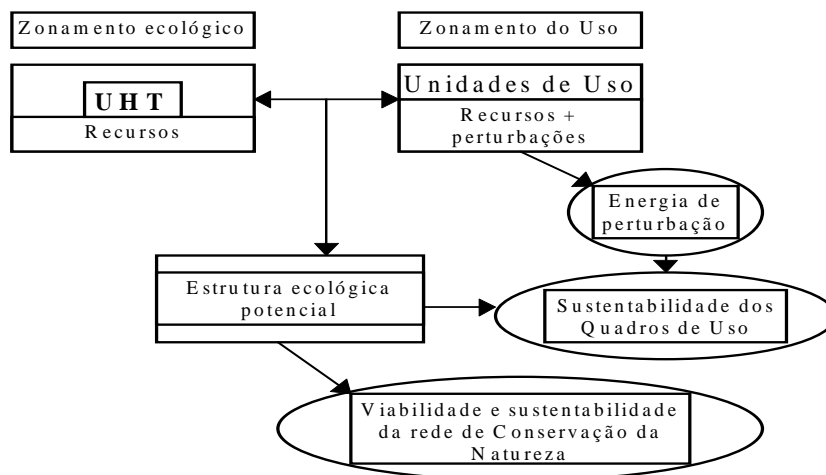 Zonamento ecológico
Zonamento do Uso
UHT
Recursos
Unidades de Uso
Recursos +
perturbações
Energia de
perturbação
Estrutura ecológica
potencial
Sustentabilidade dos
Quadros de Uso
Viabilidade e sustentabilidade
da rede de Conservação da
Natureza